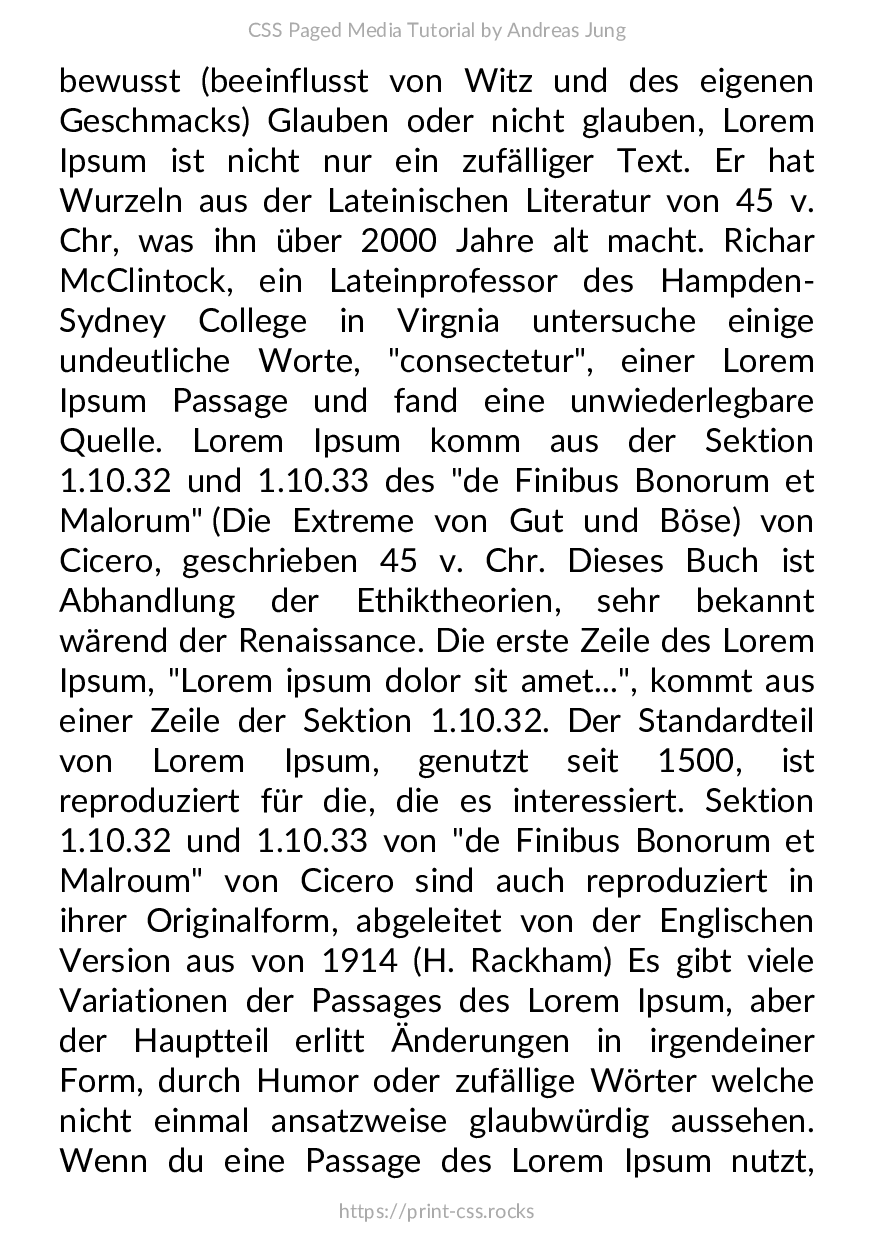 CSS Paged Media Tutorial by Andreas Jung
bewusst (beeinflusst von Witz und des eigenen
Geschmacks) Glauben oder nicht glauben, Lorem
Ipsum ist nicht nur ein zufälliger Text. Er hat
Wurzeln aus der Lateinischen Literatur von 45 v.
Chr, was ihn über 2000 Jahre alt macht. Richar
McClintock, ein Lateinprofessor des Hampden-
Sydney College in Virgnia untersuche einige
undeutliche Worte, "consectetur", einer Lorem
Ipsum Passage und fand eine unwiederlegbare
Quelle. Lorem Ipsum komm aus der Sektion
1.10.32 und 1.10.33 des "de Finibus Bonorum et
Malorum" (Die Extreme von Gut und Böse) von
Cicero, geschrieben 45 v. Chr. Dieses Buch ist
Abhandlung der Ethiktheorien, sehr bekannt
wärend der Renaissance. Die erste Zeile des Lorem
Ipsum, "Lorem ipsum dolor sit amet...", kommt aus
einer Zeile der Sektion 1.10.32. Der Standardteil
von Lorem Ipsum, genutzt seit 1500, ist
reproduziert für die, die es interessiert. Sektion
1.10.32 und 1.10.33 von "de Finibus Bonorum et
Malroum" von Cicero sind auch reproduziert in
ihrer Originalform, abgeleitet von der Englischen
Version aus von 1914 (H. Rackham) Es gibt viele
Variationen der Passages des Lorem Ipsum, aber
der Hauptteil erlitt Änderungen in irgendeiner
Form, durch Humor oder zufällige Wörter welche
nicht einmal ansatzweise glaubwürdig aussehen.
Wenn du eine Passage des Lorem Ipsum nutzt,
https://print-css.rocks